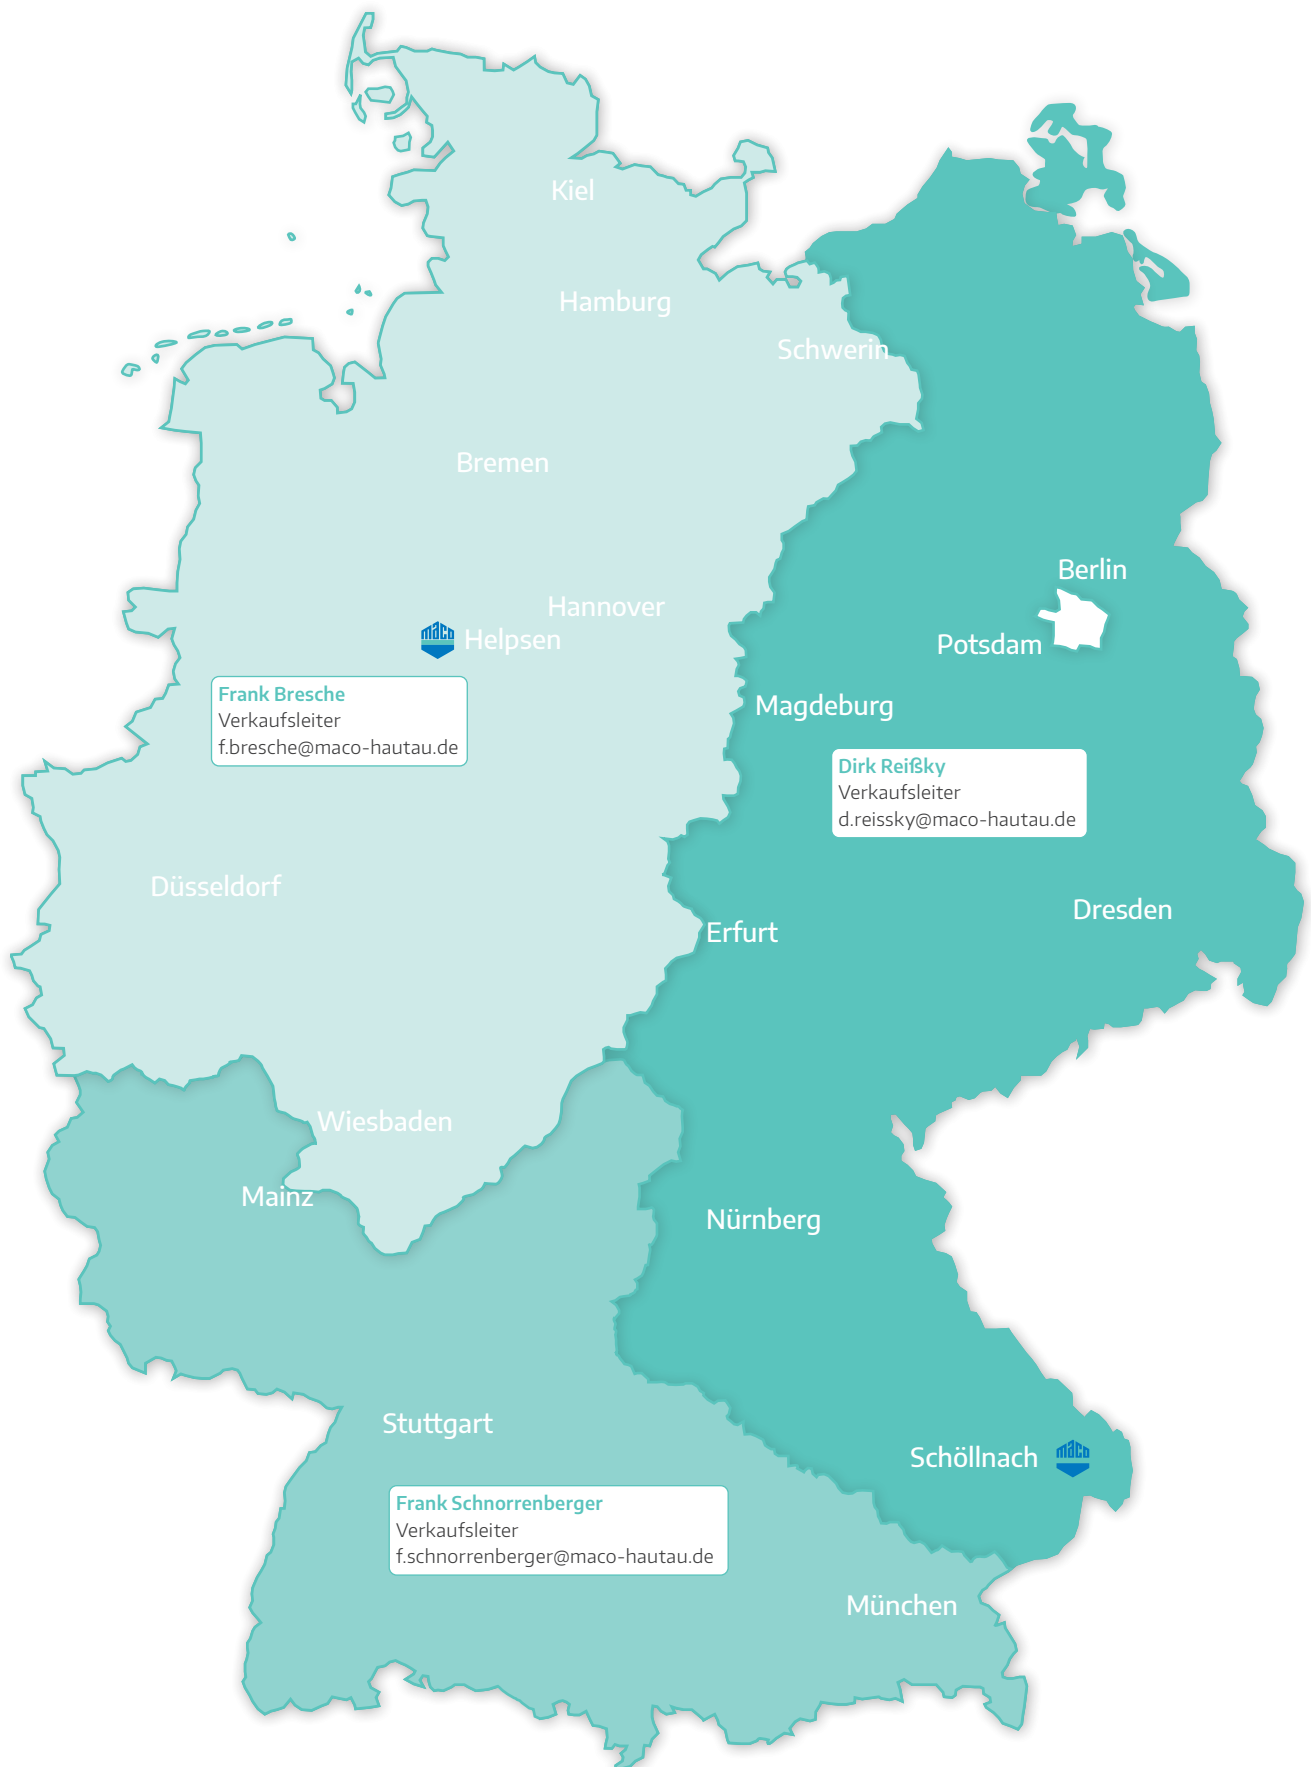 Kiel
Hamburg
Schwerin
Bremen
Berlin
Hannover
maco
Helpsen
Potsdam
Frank Bresche
Verkaufsleiter
f.bresche@maco-hautau.de
Magdeburg
Dirk Reißky
Verkaufsleiter
d.reissky@maco-hautau.de
Düsseldorf
Dresden
Erfurt
Wiesbaden
Mainz
Nürnberg
Stuttgart
Schöllnach
maco
Frank Schnorrenberger
Verkaufsleiter
f.schnorrenberger@maco-hautau.de
München